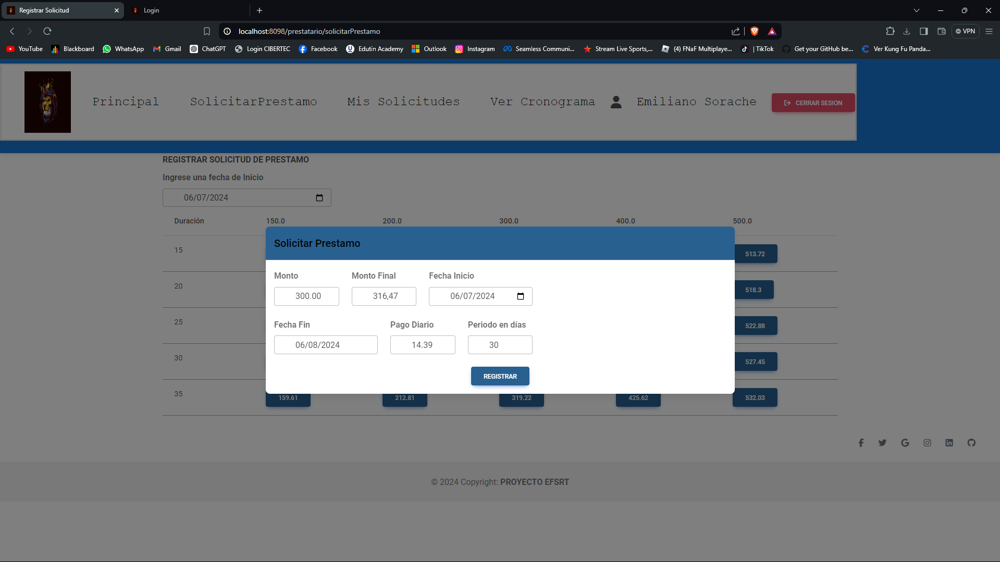 Registrar Solicitud
Login
localhost:8098/prestatario/solicitarPrestamo
VPN
YouTube
Blackboard
WhatsApp
Gmail
ChatGPT
Login CIBERTEC
Facebook
Edutin Academy
Outlook
Instagram
Seamless Communi...
Stream Live Sports,...
(4) FNaF Multiplaye...
| TikTok
Get your GitHub be...
Ver Kung Fu Panda...
Principal
SolicitarPrestamo
Mis Solicitudes
Ver Cronograma
Emiliano Sorache
CERRAR SESION
REGISTRAR SOLICITUD DE PRESTAMO
Ingrese una fecha de Inicio
06/07/2024
Duración 150.0 200.0 300.0 400.0 500.0
Solicitar Prestamo
Monto Monto Final Fecha Inicio
300.00 316,47 06/07/2024
Fecha Fin Pago Diario Periodo en días
06/08/2024 14.39 30
REGISTRAR
15 513.72
20 518.3
25 522.88
30 527.45
35 159.61 212.81 319.22 425.62 532.03
© 2024 Copyright: PROYECTO EFSRT